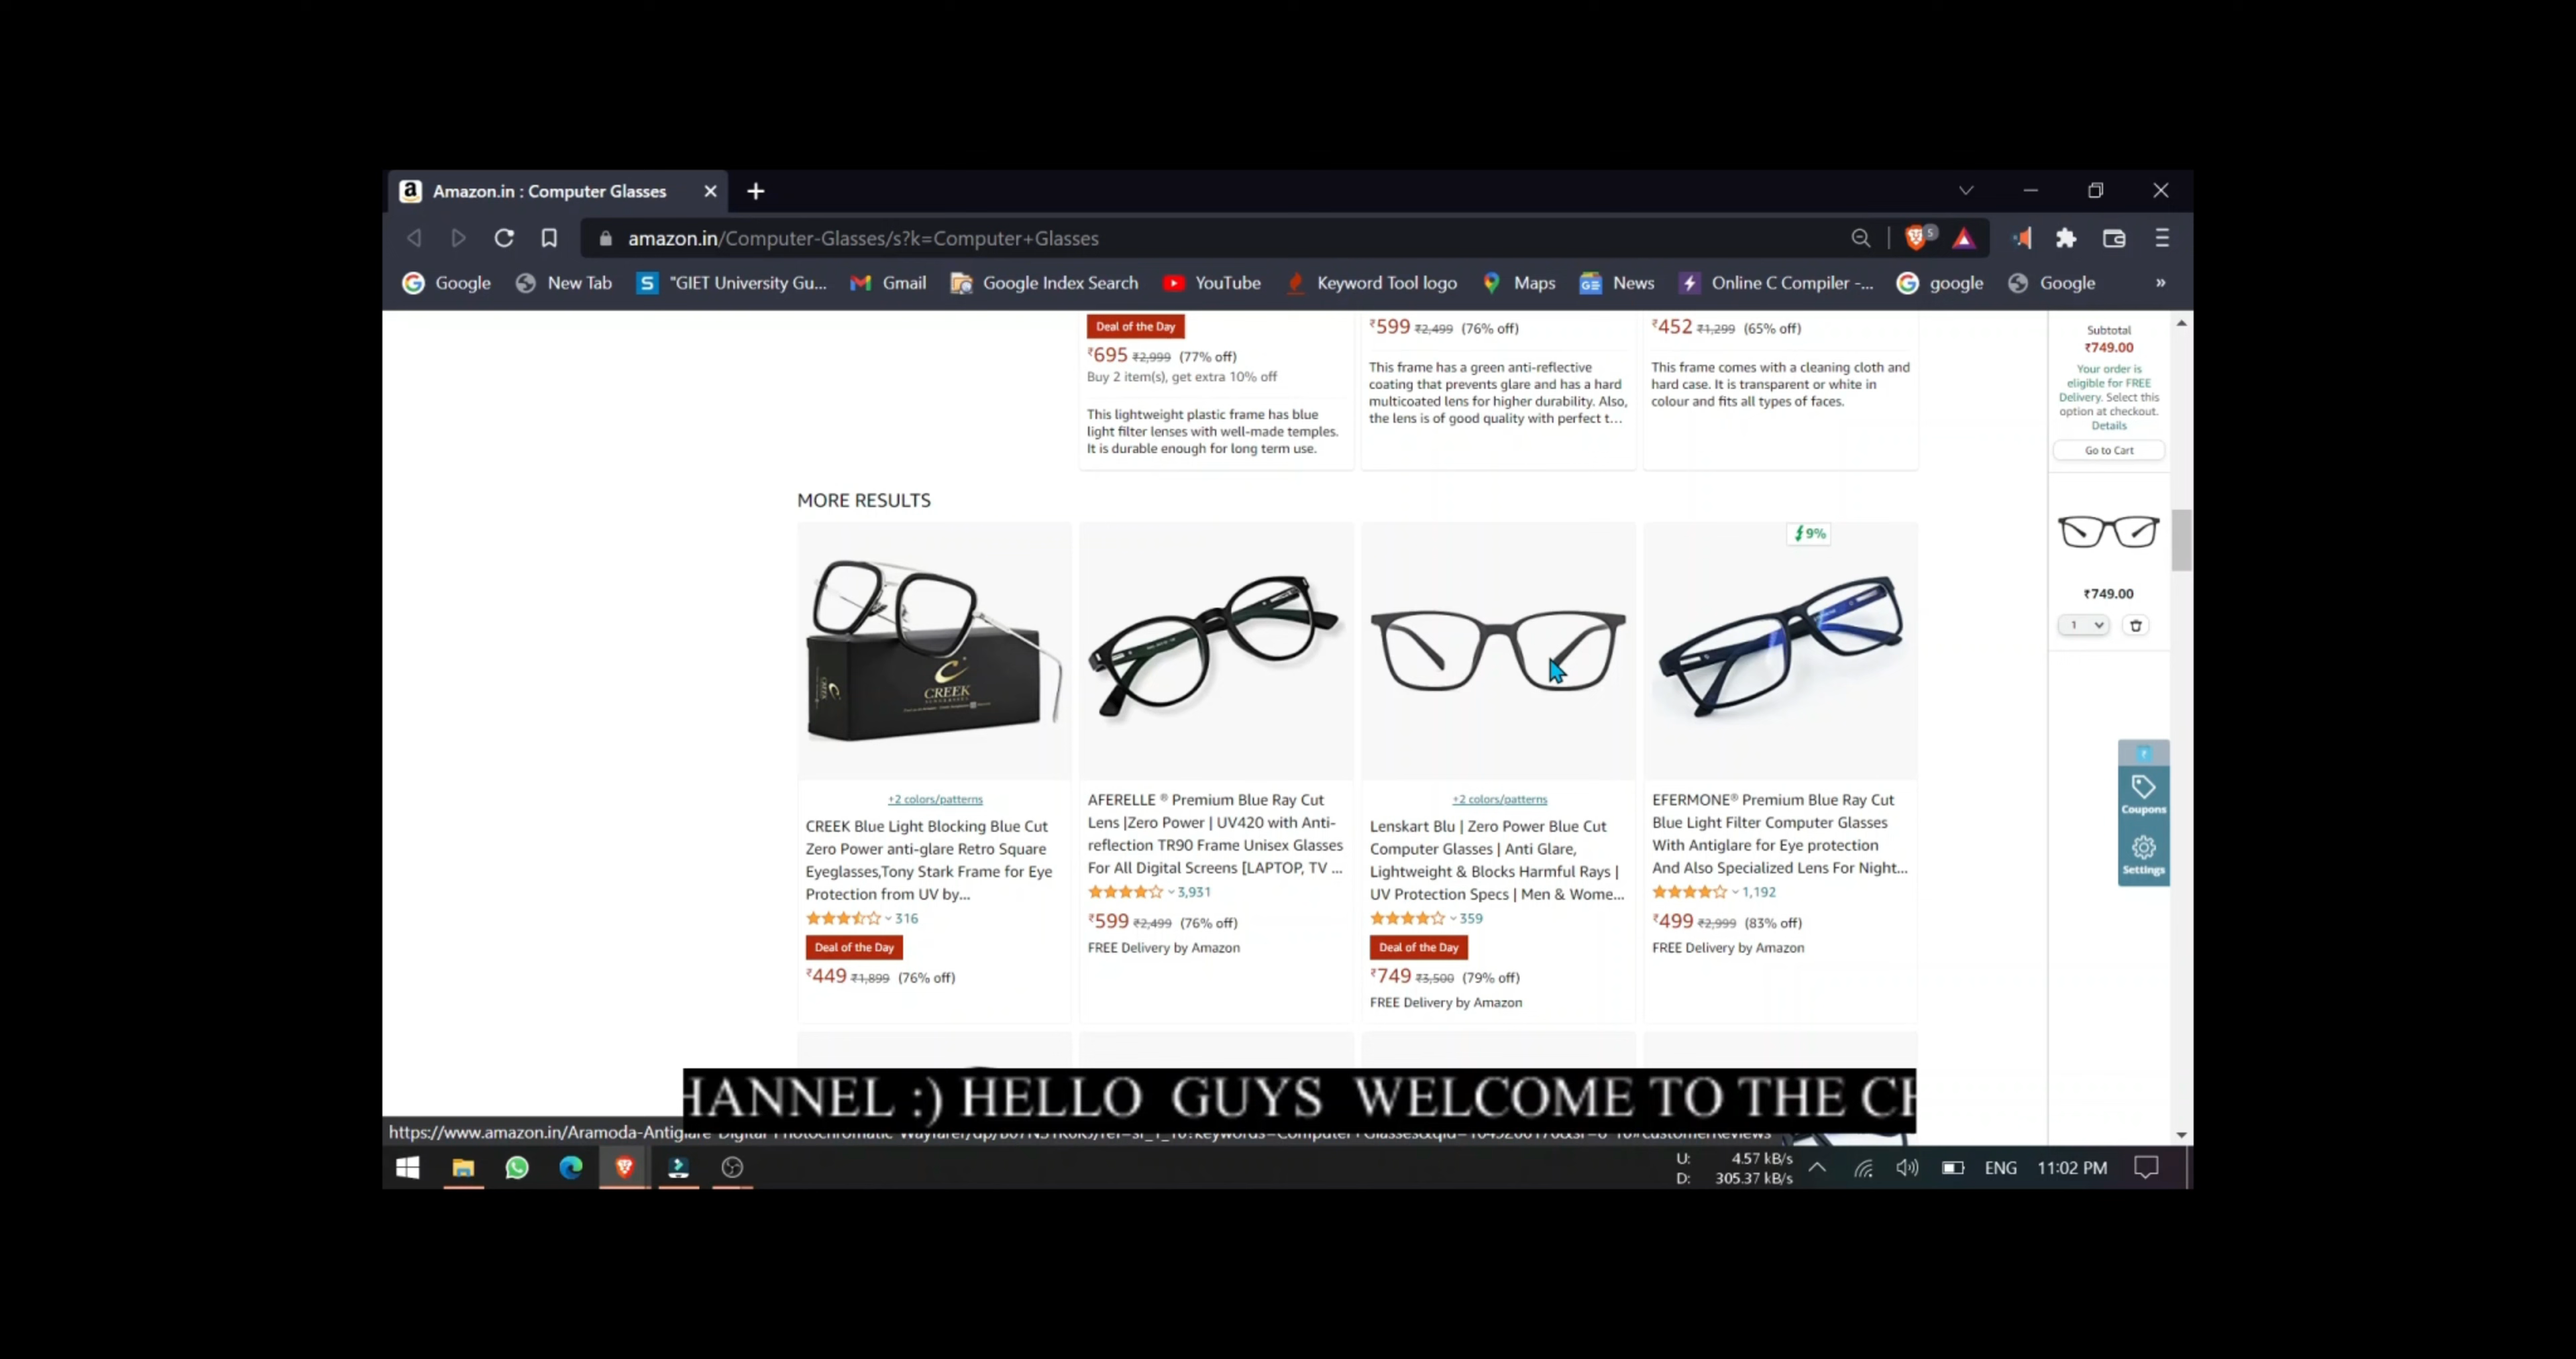 Amazon.in : Computer Glasses
amazon.in/Computer-Glasses/s?k=Computer+Glasses
Google
New Tab
"GIET University Gu...
Gmail
Google Index Search
YouTube
Keyword Tool logo
Maps
News
Online C Compiler -...
google
Google
Deal of the Day
₹695 ₹2,999 (77% off)
Buy 2 item(s), get extra 10% off
This lightweight plastic frame has blue
light filter lenses with well-made temples.
It is durable enough for long term use.
₹599 ₹2,499 (76% off)
This frame has a green anti-reflective
coating that prevents glare and has a hard
multicoated lens for higher durability. Also,
the lens is of good quality with perfect t...
₹452 ₹1,299 (65% off)
This frame comes with a cleaning cloth and
hard case. It is transparent or white in
colour and fits all types of faces.
Subtotal
₹749.00
Your order is
eligible for FREE
Delivery. Select this
option at checkout.
Details
Go to Cart
₹749.00
1
Coupons
Settings
MORE RESULTS
CREEK
+2 colors/patterns
CREEK Blue Light Blocking Blue Cut
Zero Power anti-glare Retro Square
Eyeglasses,Tony Stark Frame for Eye
Protection from UV by...
316
Deal of the Day
₹449 ₹1,899 (76% off)
AFERELLE ® Premium Blue Ray Cut
Lens |Zero Power | UV420 with Anti-
reflection TR90 Frame Unisex Glasses
For All Digital Screens [LAPTOP, TV ...
3,931
₹599 ₹2,499 (76% off)
FREE Delivery by Amazon
+2 colors/patterns
Lenskart Blu | Zero Power Blue Cut
Computer Glasses | Anti Glare,
Lightweight & Blocks Harmful Rays |
UV Protection Specs | Men & Wome...
359
Deal of the Day
₹749 ₹3,500 (79% off)
FREE Delivery by Amazon
9%
EFERMONE® Premium Blue Ray Cut
Blue Light Filter Computer Glasses
With Antiglare for Eye protection
And Also Specialized Lens For Night...
1,192
₹499 ₹2,999 (83% off)
FREE Delivery by Amazon
HANNEL :) HELLO GUYS WELCOME TO THE CH
U: 4.57 kB/s
D: 305.37 kB/s
ENG
11:02 PM